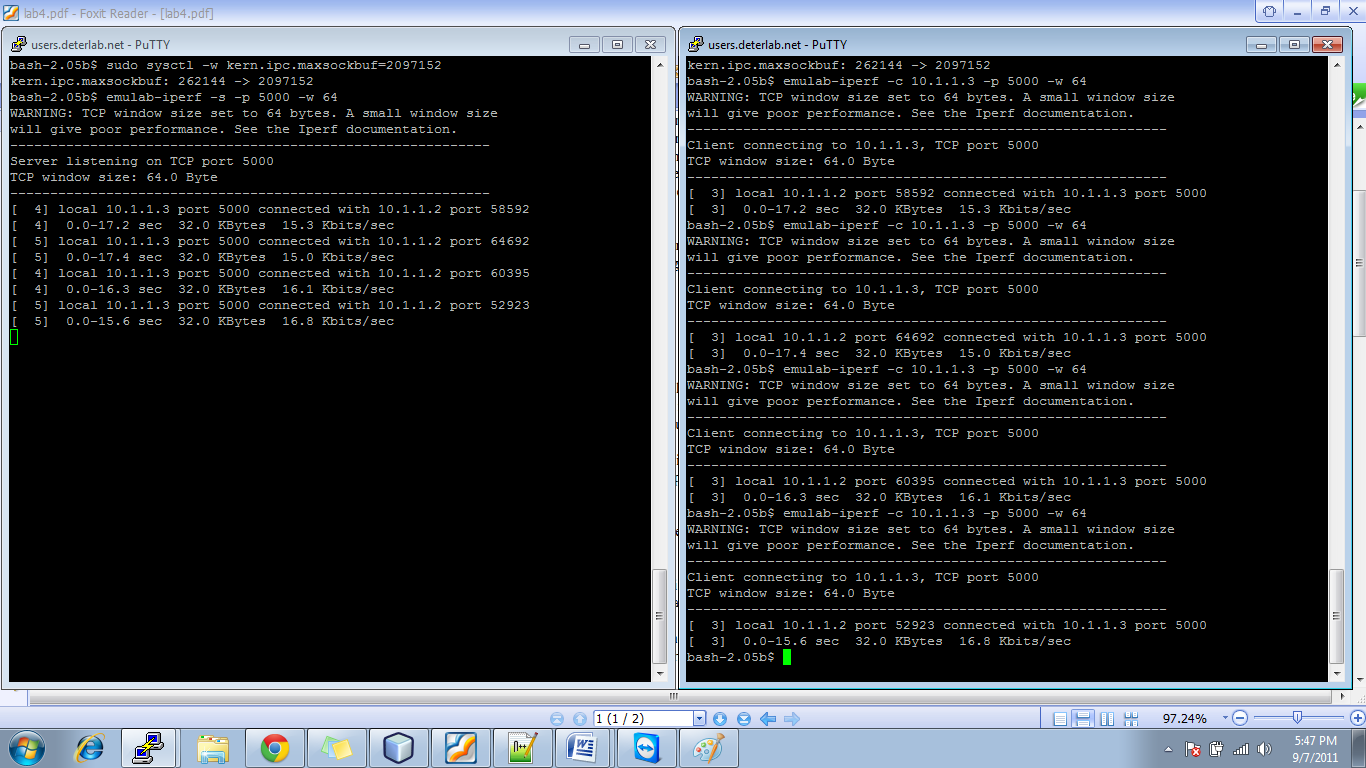 lab4.pdf - Foxit Reader - [lab4.pdf]
users.deterlab.net - PuTTY
bash-2.05b$ sudo sysctl -w kern.ipc.maxsockbuf=2097152
kern.ipc.maxsockbuf: 262144 -> 2097152
bash-2.05b$ emulab-iperf -s -p 5000 -w 64
WARNING: TCP window size set to 64 bytes. A small window size
will give poor performance. See the Iperf documentation.
------------------------------------------------------------
Server listening on TCP port 5000
TCP window size: 64.0 Byte
------------------------------------------------------------
[  4] local 10.1.1.3 port 5000 connected with 10.1.1.2 port 58592
[  4]  0.0-17.2 sec  32.0 KBytes  15.3 Kbits/sec
[  5] local 10.1.1.3 port 5000 connected with 10.1.1.2 port 64692
[  5]  0.0-17.4 sec  32.0 KBytes  15.0 Kbits/sec
[  4] local 10.1.1.3 port 5000 connected with 10.1.1.2 port 60395
[  4]  0.0-16.3 sec  32.0 KBytes  16.1 Kbits/sec
[  5] local 10.1.1.3 port 5000 connected with 10.1.1.2 port 52923
[  5]  0.0-15.6 sec  32.0 KBytes  16.8 Kbits/sec
users.deterlab.net - PuTTY
kern.ipc.maxsockbuf: 262144 -> 2097152
bash-2.05b$ emulab-iperf -c 10.1.1.3 -p 5000 -w 64
WARNING: TCP window size set to 64 bytes. A small window size
will give poor performance. See the Iperf documentation.
------------------------------------------------------------
Client connecting to 10.1.1.3, TCP port 5000
TCP window size: 64.0 Byte
------------------------------------------------------------
[  3] local 10.1.1.2 port 58592 connected with 10.1.1.3 port 5000
[  3]  0.0-17.2 sec  32.0 KBytes  15.3 Kbits/sec
bash-2.05b$ emulab-iperf -c 10.1.1.3 -p 5000 -w 64
WARNING: TCP window size set to 64 bytes. A small window size
will give poor performance. See the Iperf documentation.
------------------------------------------------------------
Client connecting to 10.1.1.3, TCP port 5000
TCP window size: 64.0 Byte
------------------------------------------------------------
[  3] local 10.1.1.2 port 64692 connected with 10.1.1.3 port 5000
[  3]  0.0-17.4 sec  32.0 KBytes  15.0 Kbits/sec
bash-2.05b$ emulab-iperf -c 10.1.1.3 -p 5000 -w 64
WARNING: TCP window size set to 64 bytes. A small window size
will give poor performance. See the Iperf documentation.
------------------------------------------------------------
Client connecting to 10.1.1.3, TCP port 5000
TCP window size: 64.0 Byte
------------------------------------------------------------
[  3] local 10.1.1.2 port 60395 connected with 10.1.1.3 port 5000
[  3]  0.0-16.3 sec  32.0 KBytes  16.1 Kbits/sec
bash-2.05b$ emulab-iperf -c 10.1.1.3 -p 5000 -w 64
WARNING: TCP window size set to 64 bytes. A small window size
will give poor performance. See the Iperf documentation.
------------------------------------------------------------
Client connecting to 10.1.1.3, TCP port 5000
TCP window size: 64.0 Byte
------------------------------------------------------------
[  3] local 10.1.1.2 port 52923 connected with 10.1.1.3 port 5000
[  3]  0.0-15.6 sec  32.0 KBytes  16.8 Kbits/sec
bash-2.05b$
1 (1 / 2)
97.24%
5:47 PM
9/7/2011